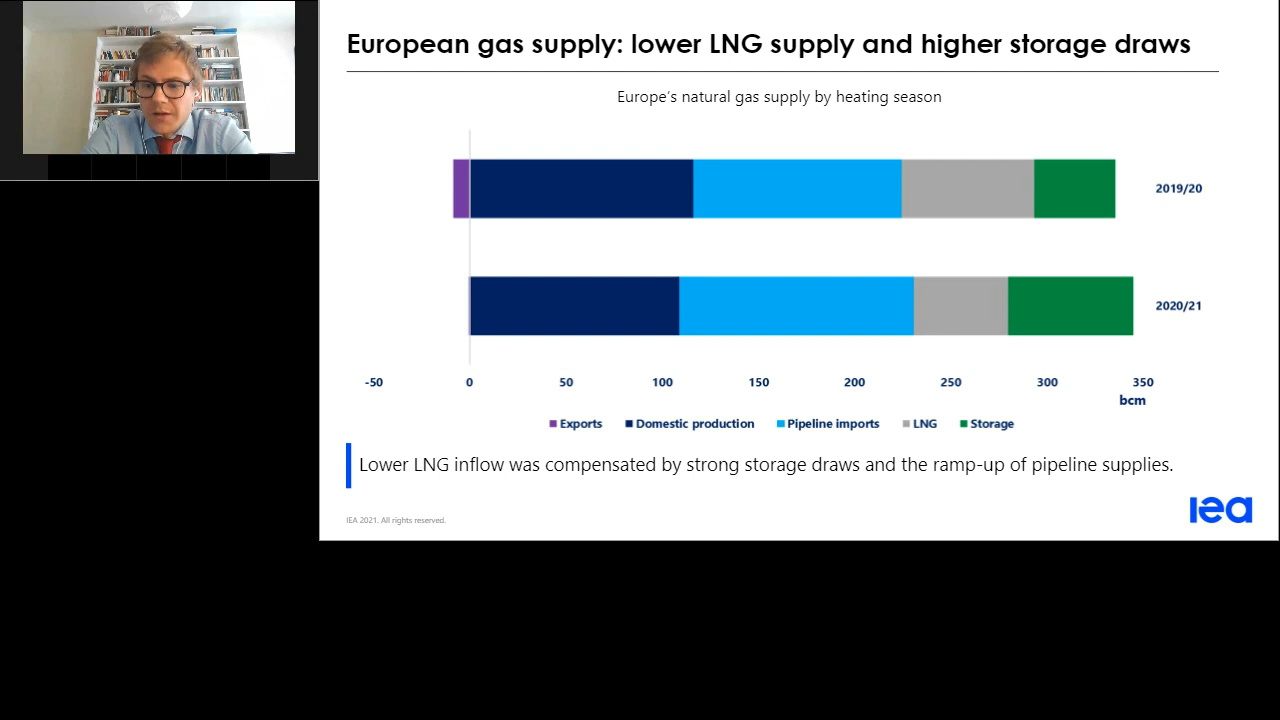 European gas supply: lower LNG supply and higher storage draws
Europe's natural gas supply by heating season
2019/20
2020/21
-50 0 50 100 150 200 250 300 350
bcm
Exports Domestic production Pipeline imports LNG Storage
Lower LNG inflow was compensated by strong storage draws and the ramp-up of pipeline supplies.
IEA 2021. All rights reserved.
iea